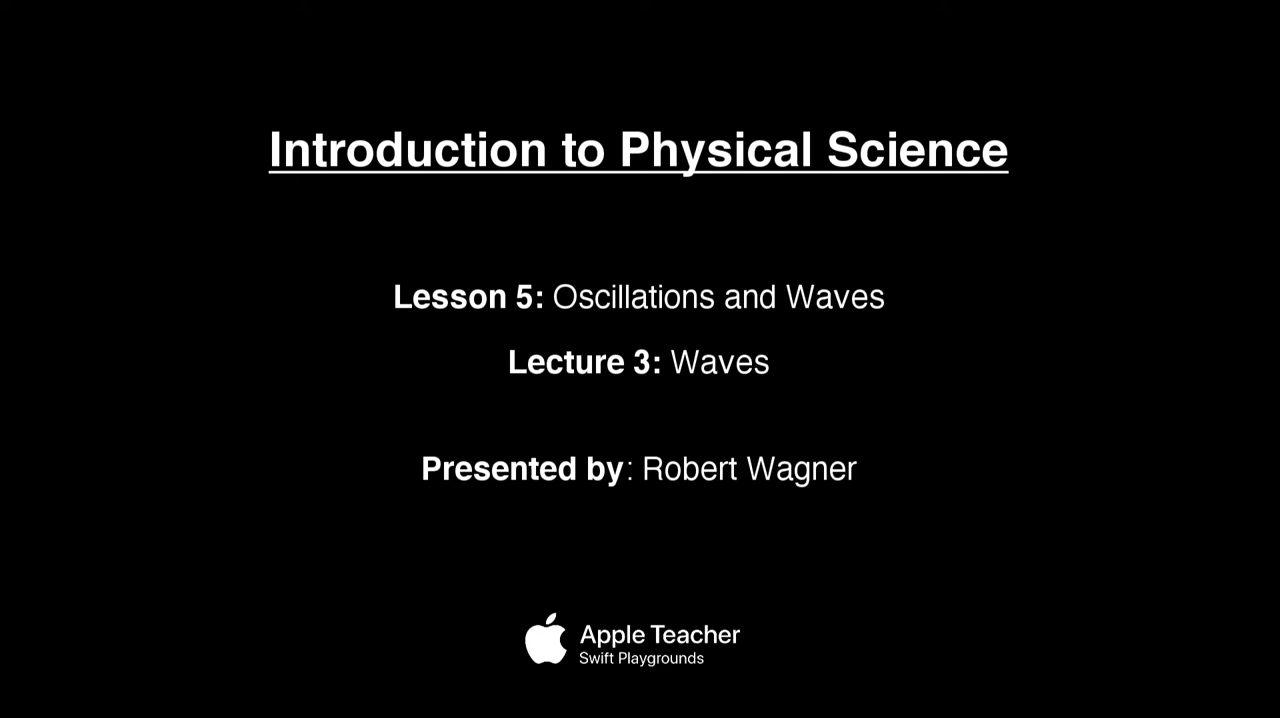 Introduction to Physical Science
Lesson 5: Oscillations and Waves
Lecture 3: Waves
Presented by: Robert Wagner
Apple Teacher
Swift Playgrounds